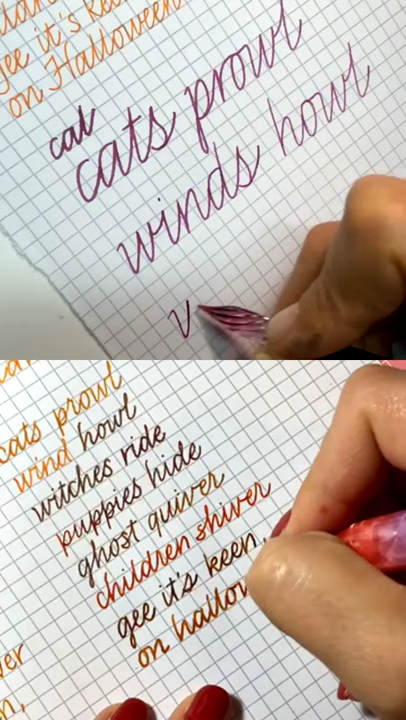 gee it's ke
on Halloween
cat
cats prowl
winds howl
cats prowl
wind howl
witches ride
puppies hide
ghost quiver
children shiver
gee it's keen,
on hallow